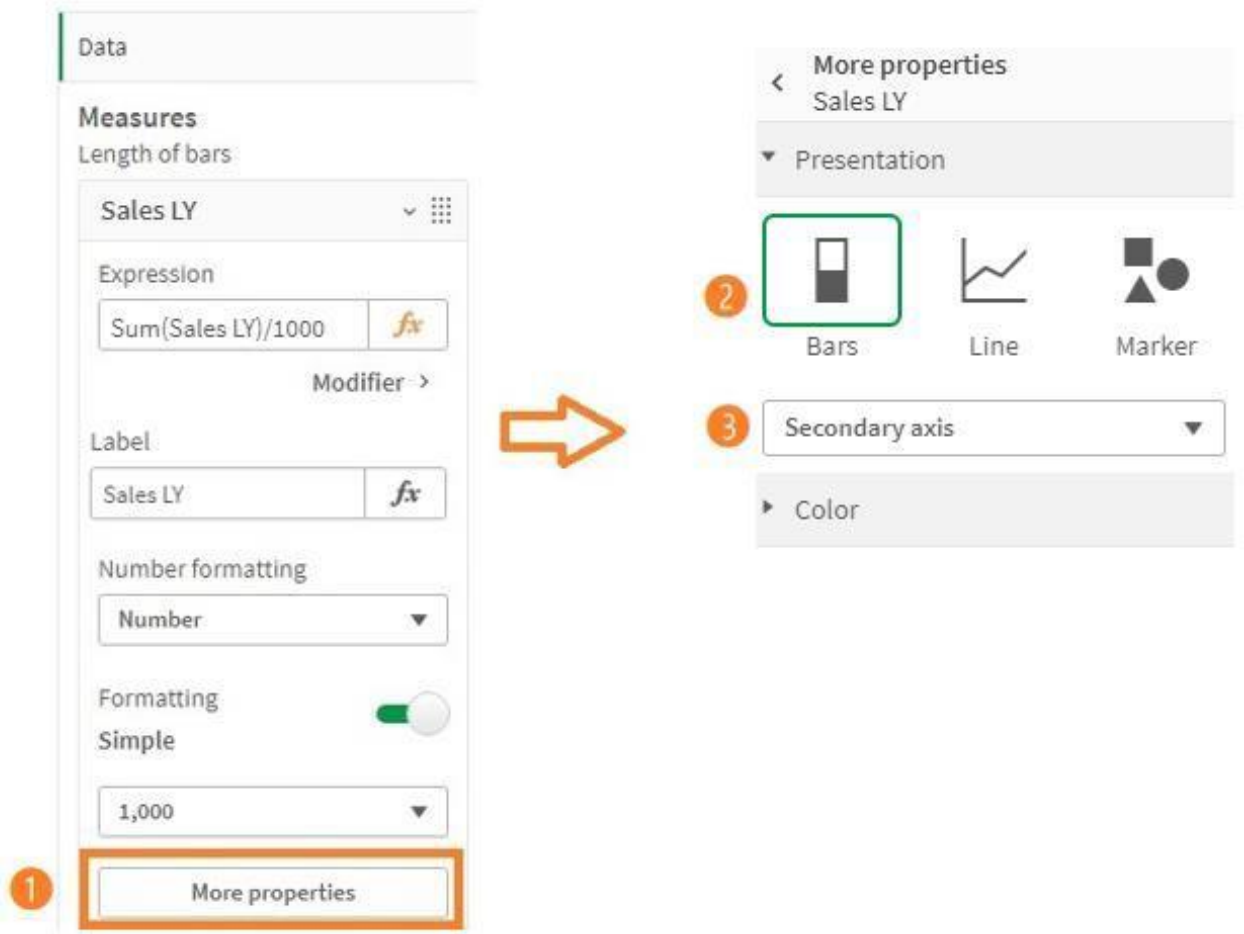 Data
Measures
Length of bars
Sales LY
Expression
Sum(Sales LY)/1000 fx
Modifier >
Label
Sales LY fx
Number formatting
Number
Formatting
Simple
1,000
1 More properties
More properties
Sales LY
Presentation
2
Bars Line Marker
3 Secondary axis
Color